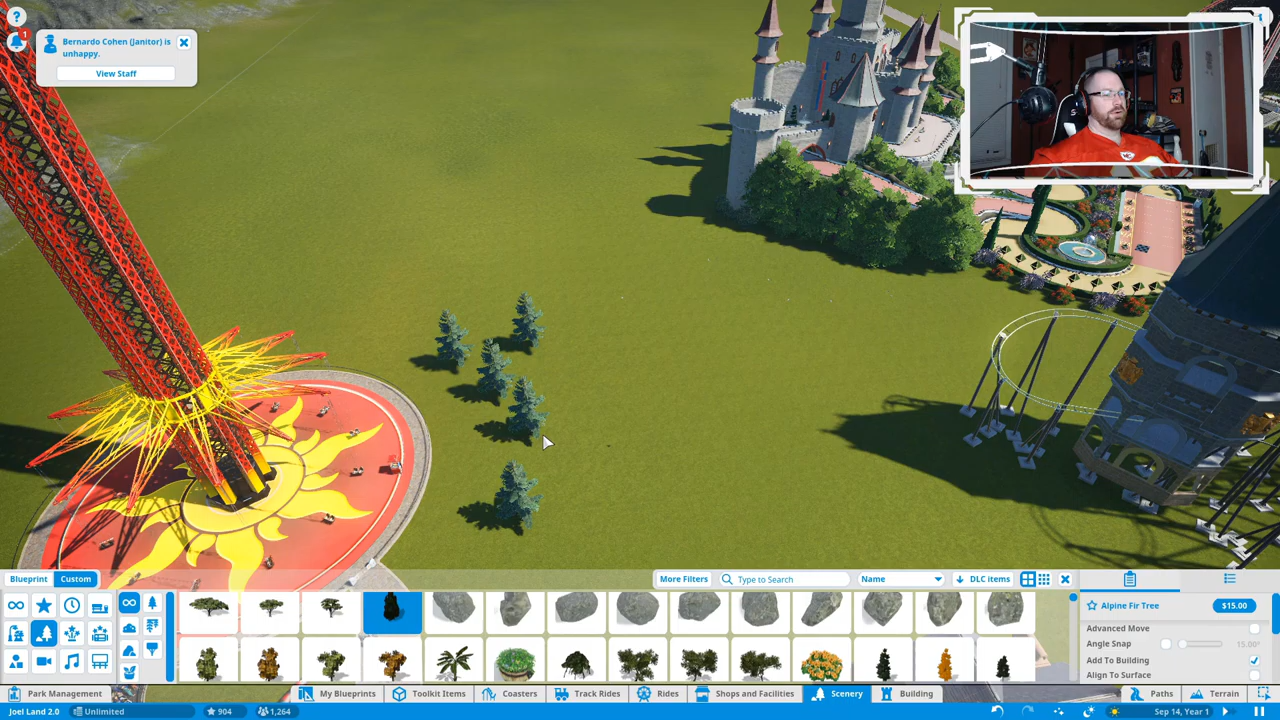 ?
1
Bernardo Cohen (Janitor) is
unhappy.
View Staff
Blueprint
Custom
More Filters
Type to Search
Name
DLC items
Alpine Fir Tree
$15.00
Advanced Move
Angle Snap
15.00°
Add To Building
Align To Surface
Park Management
My Blueprints
Toolkit Items
Coasters
Track Rides
Rides
Shops and Facilities
Scenery
Building
Paths
Terrain
Joel Land 2.0
Unlimited
904
1,264
Sep 14, Year 1